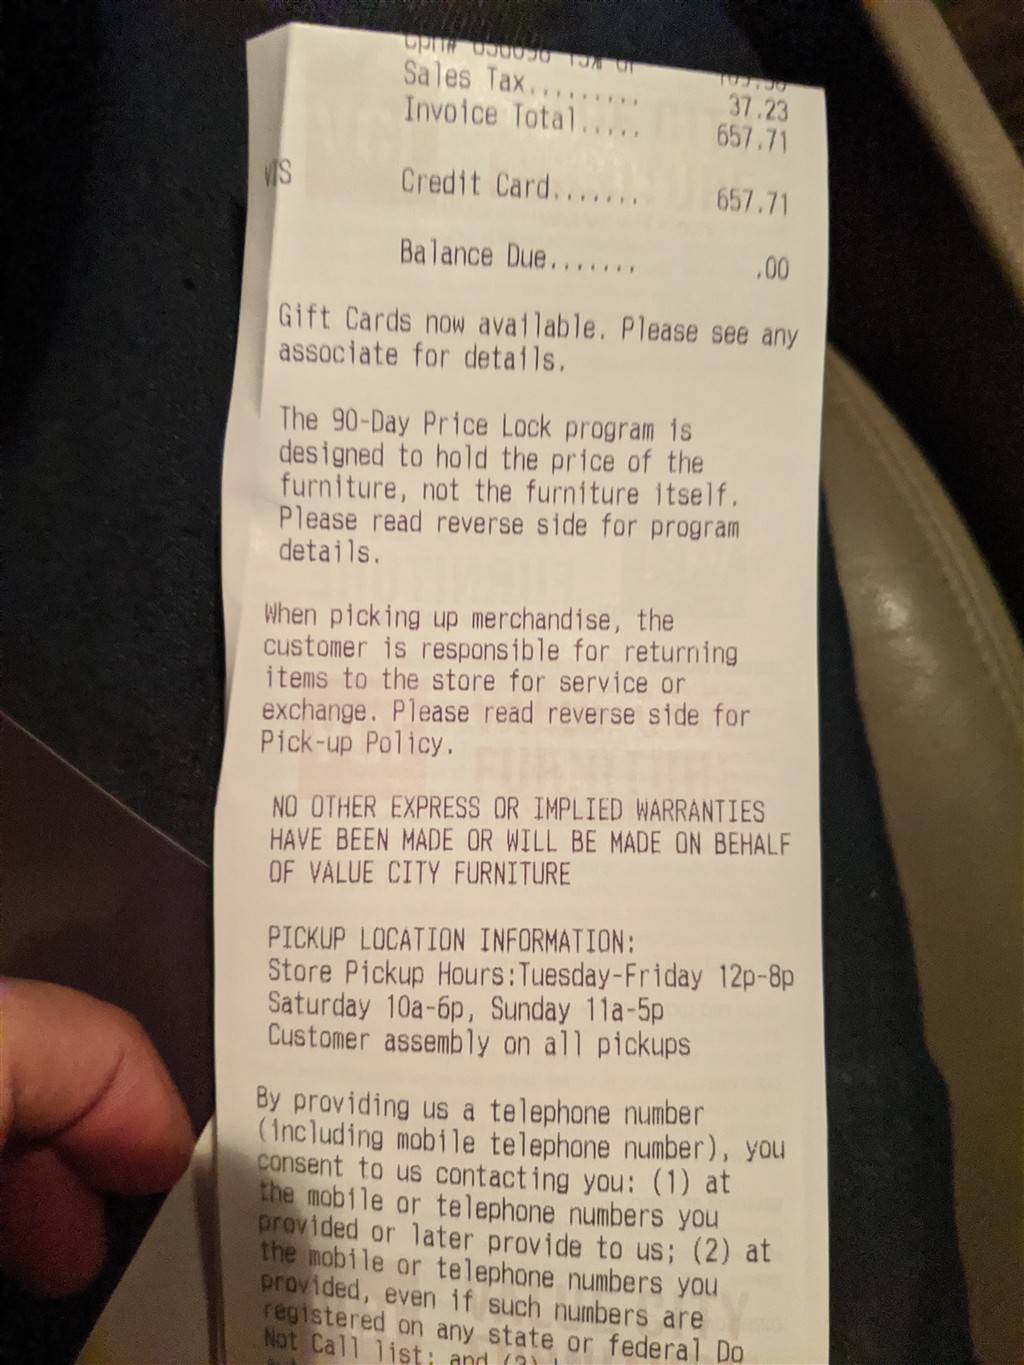 Sales Tax......... 37.23
Invoice Total..... 657.71
VIS
Credit Card....... 657.71
Balance Due....... .00
Gift Cards now available. Please see any
associate for details.
The 90-Day Price Lock program is
designed to hold the price of the
furniture, not the furniture itself.
Please read reverse side for program
details.
When picking up merchandise, the
customer is responsible for returning
items to the store for service or
exchange. Please read reverse side for
Pick-up Policy.
NO OTHER EXPRESS OR IMPLIED WARRANTIES
HAVE BEEN MADE OR WILL BE MADE ON BEHALF
OF VALUE CITY FURNITURE
PICKUP LOCATION INFORMATION:
Store Pickup Hours:Tuesday-Friday 12p-8p
Saturday 10a-6p, Sunday 11a-5p
Customer assembly on all pickups
By providing us a telephone number
(including mobile telephone number), you
consent to us contacting you: (1) at
the mobile or telephone numbers you
provided or later provide to us; (2) at
the mobile or telephone numbers you
provided, even if such numbers are
registered on any state or federal Do
Not Call list; and